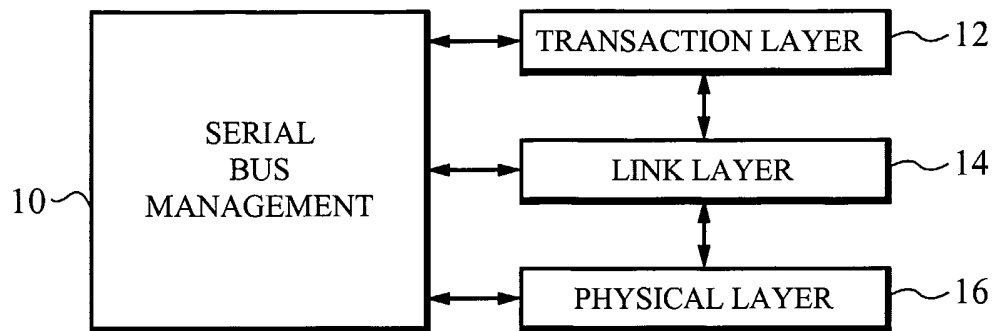 TRANSACTION LAYER
12
SERIAL
BUS
MANAGEMENT
10
LINK LAYER
14
PHYSICAL LAYER
16